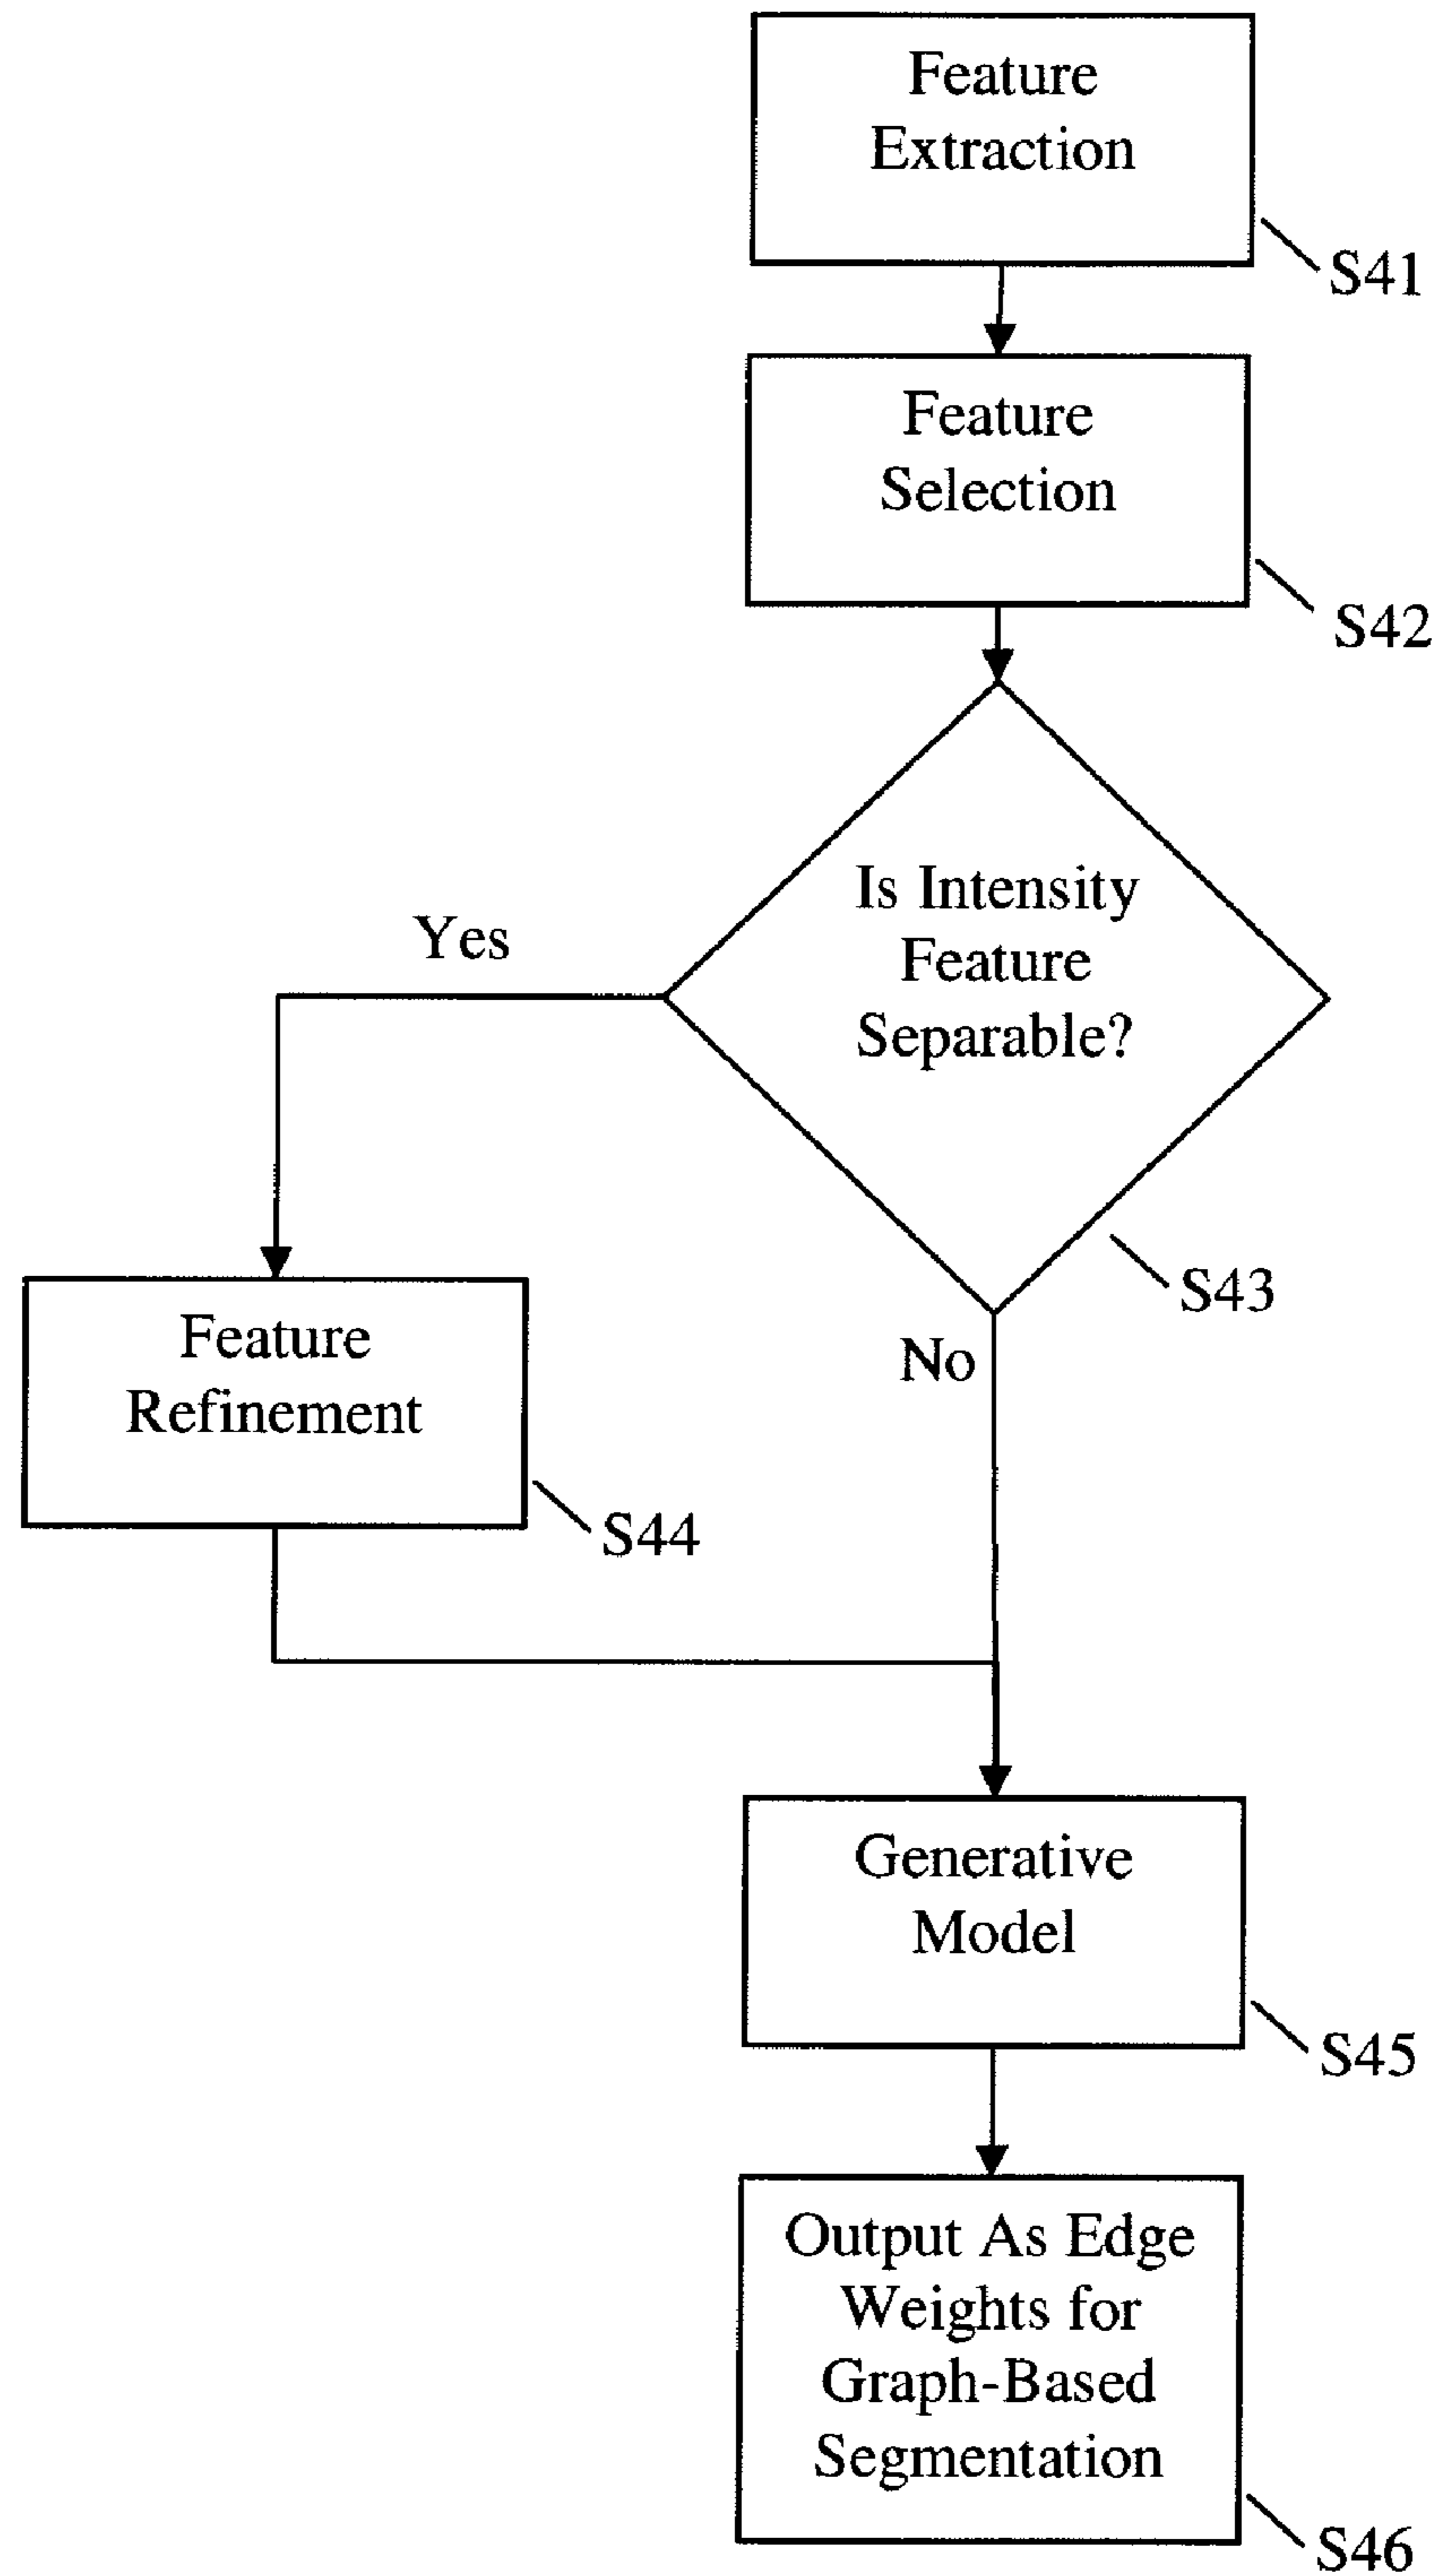 Feature
Extraction
S41
Feature
Selection
S42
Is Intensity
Feature
Separable?
Yes
S43
No
Feature
Refinement
S44
Generative
Model
S45
Output As Edge
Weights for
Graph-Based
Segmentation
S46